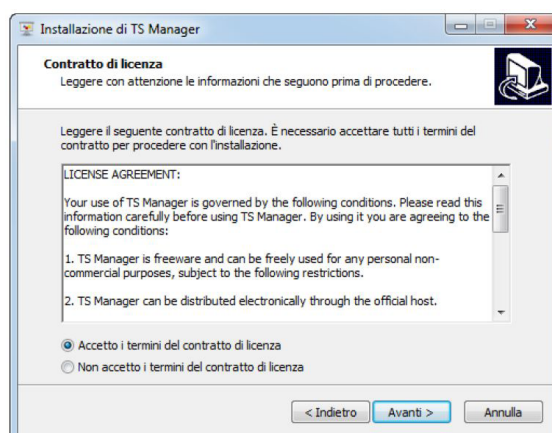 Installazione di TS Manager
Contratto di licenza
Leggere con attenzione le informazioni che seguono prima di procedere.
Leggere il seguente contratto di licenza. È necessario accettare tutti i termini del
contratto per procedere con l'installazione.
LICENSE AGREEMENT:
Your use of TS Manager is governed by the following conditions. Please read this
information carefully before using TS Manager. By using it you are agreeing to the
following conditions:
1. TS Manager is freeware and can be freely used for any personal non-
commercial purposes, subject to the following restrictions.
2. TS Manager can be distributed electronically through the official host.
Accetto i termini del contratto di licenza
Non accetto i termini del contratto di licenza
< Indietro
Avanti >
Annulla